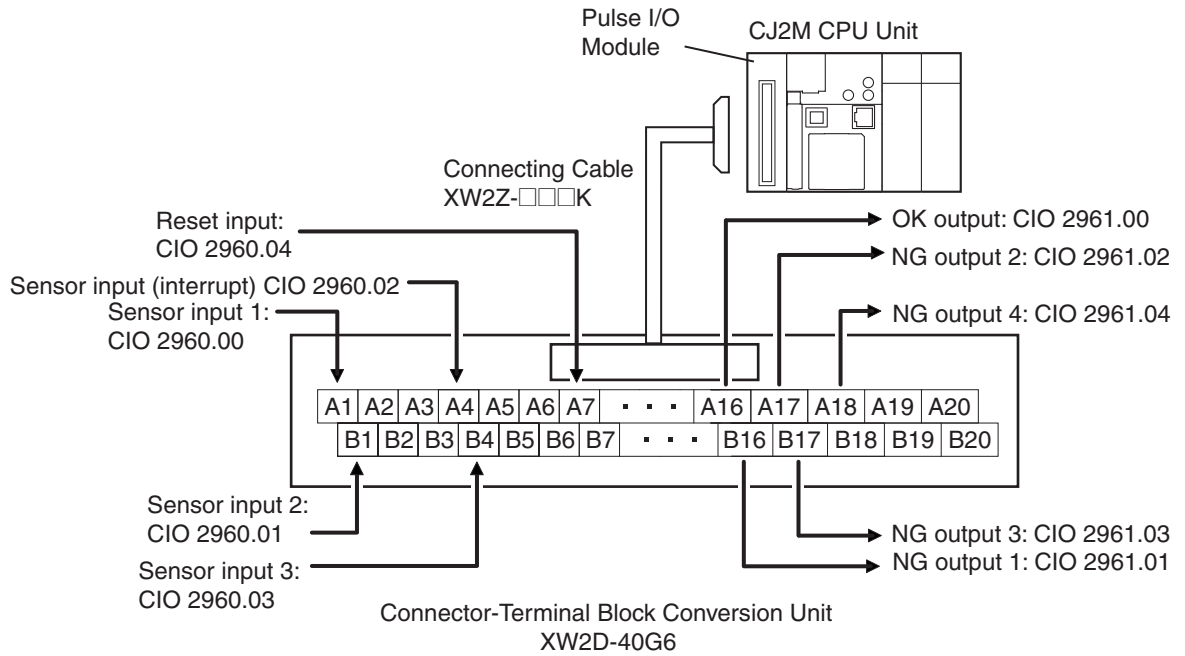 Pulse I/O
Module
CJ2M CPU Unit
Connecting Cable
XW2Z-□□□K
Reset input:
CIO 2960.04
OK output: CIO 2961.00
NG output 2: CIO 2961.02
Sensor input (interrupt) CIO 2960.02
Sensor input 1:
CIO 2960.00
NG output 4: CIO 2961.04
A1 A2 A3 A4 A5 A6 A7 · · · A16 A17 A18 A19 A20
B1 B2 B3 B4 B5 B6 B7 · · · B16 B17 B18 B19 B20
Sensor input 2:
CIO 2960.01
NG output 3: CIO 2961.03
NG output 1: CIO 2961.01
Sensor input 3:
CIO 2960.03
Connector-Terminal Block Conversion Unit
XW2D-40G6